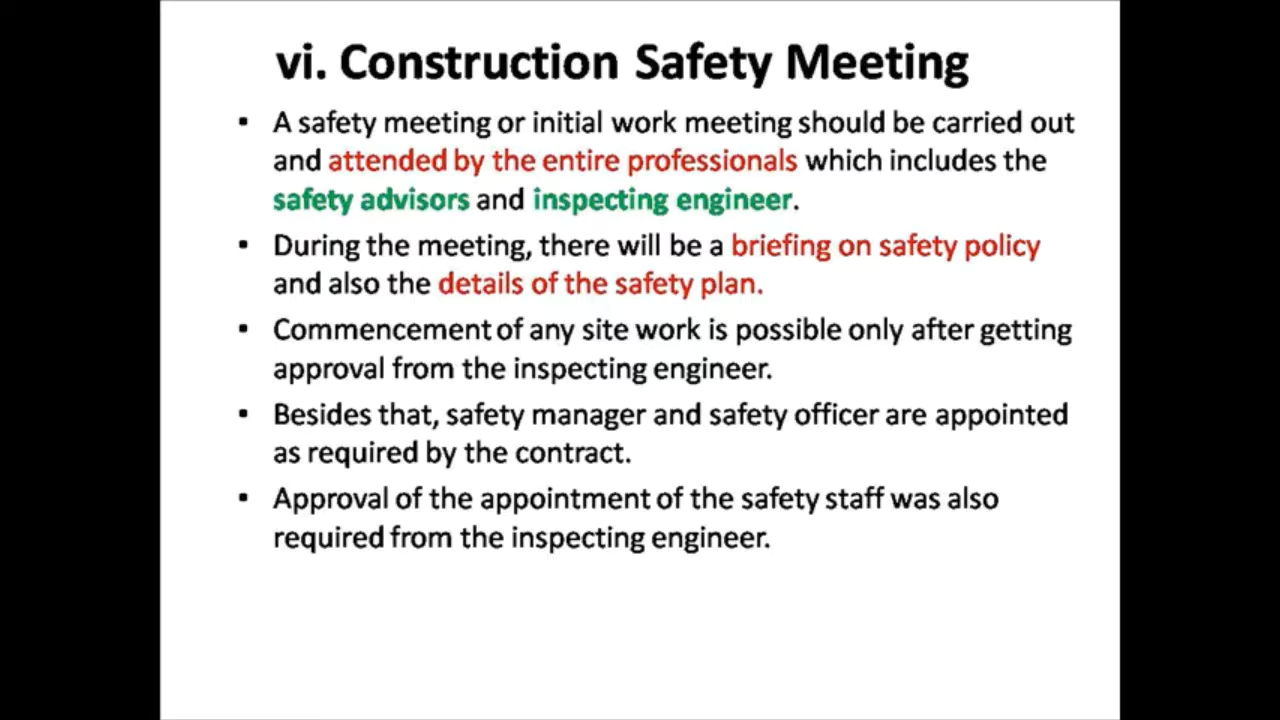 vi. Construction Safety Meeting
▪ A safety meeting or initial work meeting should be carried out
and attended by the entire professionals which includes the
safety advisors and inspecting engineer.
▪ During the meeting, there will be a briefing on safety policy
and also the details of the safety plan.
▪ Commencement of any site work is possible only after getting
approval from the inspecting engineer.
▪ Besides that, safety manager and safety officer are appointed
as required by the contract.
▪ Approval of the appointment of the safety staff was also
required from the inspecting engineer.